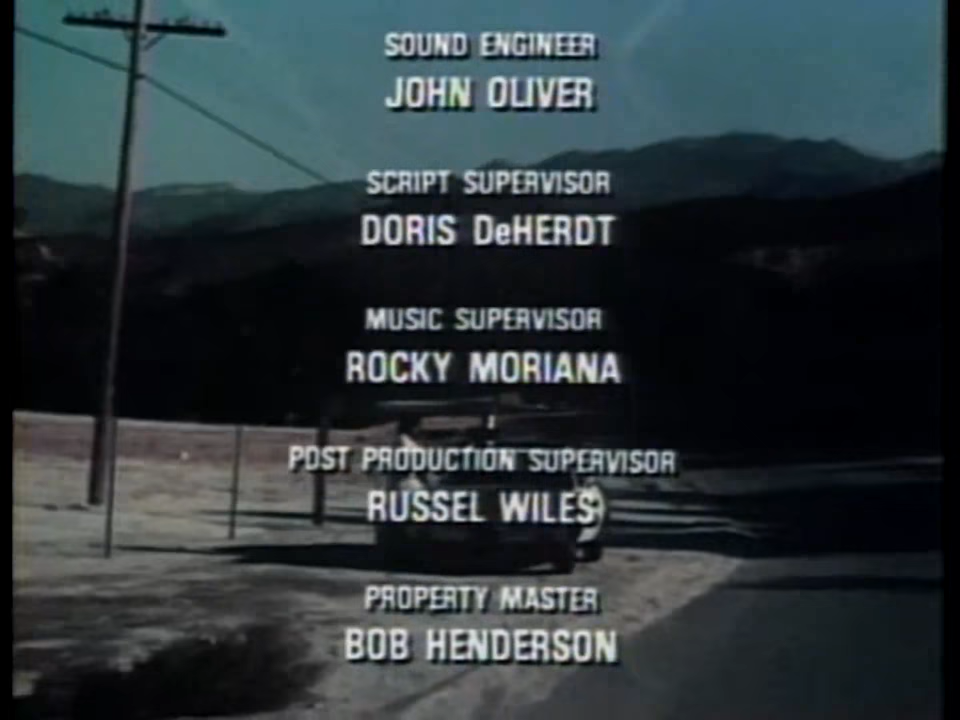 SOUND ENGINEER
JOHN OLIVER
SCRIPT SUPERVISOR
DORIS DeHERDT
MUSIC SUPERVISOR
ROCKY MORIANA
POST PRODUCTION SUPERVISOR
RUSSEL WILES
PROPERTY MASTER
BOB HENDERSON